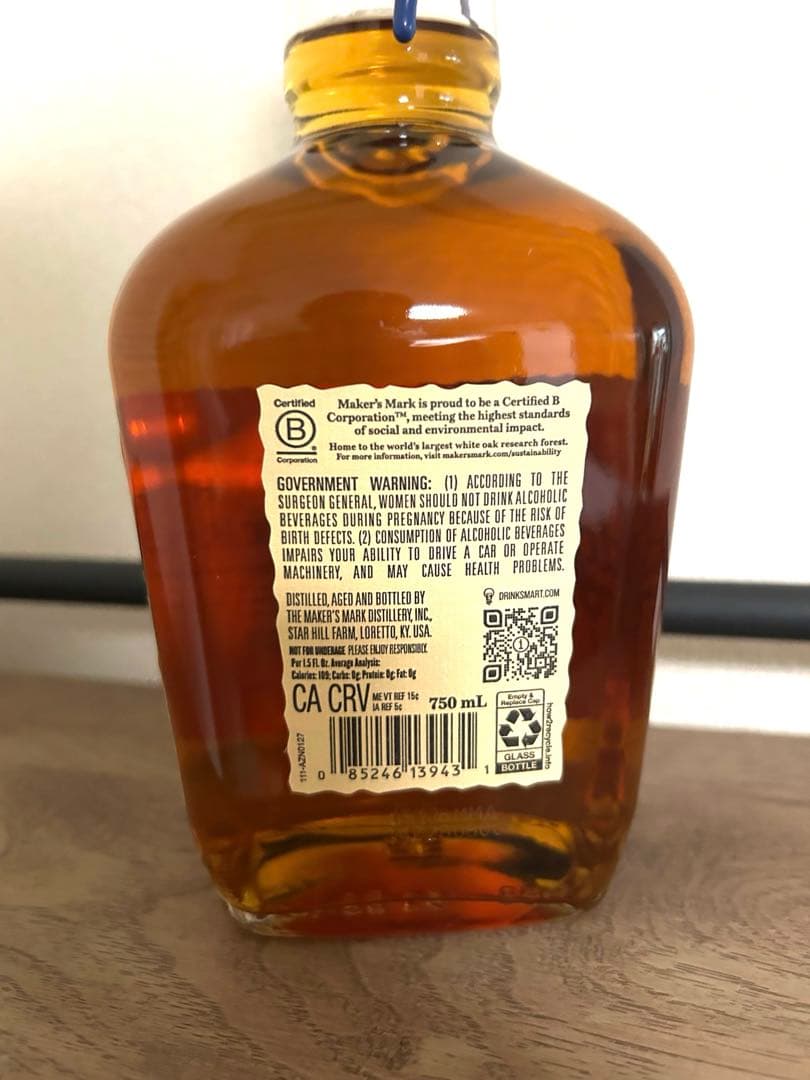 Certified
B
Corporation
Maker's Mark is proud to be a Certified B
Corporation™, meeting the highest standards
of social and environmental impact.
Home to the world's largest white oak research forest.
For more information, visit makersmark.com/sustainability
GOVERNMENT WARNING: (1) ACCORDING TO THE
SURGEON GENERAL, WOMEN SHOULD NOT DRINK ALCOHOLIC
BEVERAGES DURING PREGNANCY BECAUSE OF THE RISK OF
BIRTH DEFECTS. (2) CONSUMPTION OF ALCOHOLIC BEVERAGES
IMPAIRS YOUR ABILITY TO DRIVE A CAR OR OPERATE
MACHINERY, AND MAY CAUSE HEALTH PROBLEMS.
DISTILLED, AGED AND BOTTLED BY
THE MAKER'S MARK DISTILLERY, INC.,
STAR HILL FARM, LORETTO, KY. USA.
NOT FOR UNDERAGE PLEASE ENJOY RESPONSIBLY.
Per 1.5 Fl. Oz. Average Analysis:
Calories: 109; Carbs: 0g; Protein: 0g; Fat: 0g
DRINKSMART.COM
CA CRV
ME VT REF 15¢
IA REF 5¢
750 mL
111-AZN0127
0 85246 13943 1
Empty &
Replace Cap
GLASS
BOTTLE
how2recycle.info